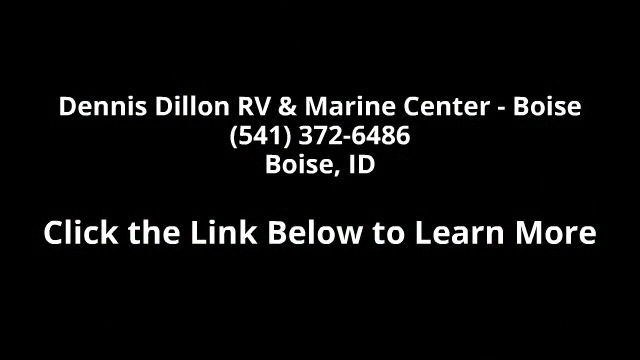 Dennis Dillon RV & Marine Center - Boise
(541) 372-6486
Boise, ID
Click the Link Below to Learn More